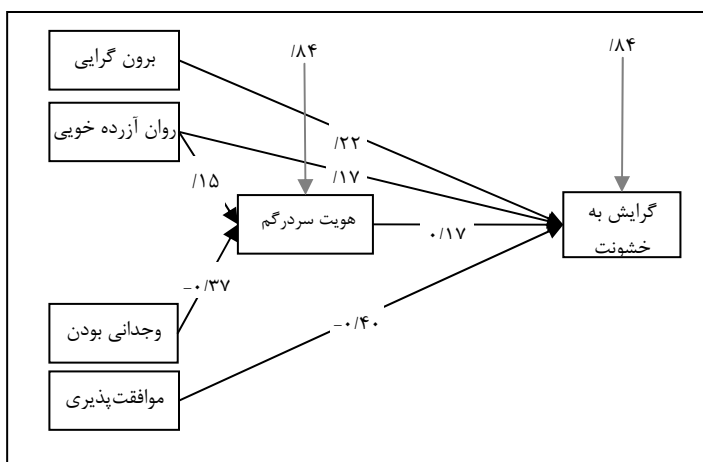 برون گرایی
/۸۴
/۸۴
روان آزرده خویی
/۲۲
/۱۷
/۱۵
هویت سردرگم
۰/۱۷
گرایش به
خشونت
-۰/۳۷
وجدانی بودن
-۰/۴۰
موافقت‌پذیری